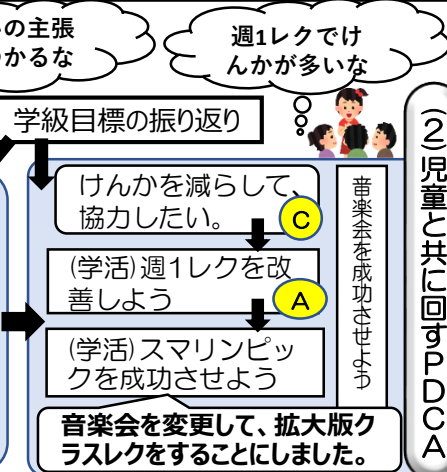 の主張
かるな
週1レクでけ
んかが多いな
学級目標の振り返り
けんかを減らして、
協力したい。
C
(学活)週1レクを改
善しよう
A
(学活)スマリンピッ
クを成功させよう
音楽会を変更して、拡大版ク
ラスレクをすることにしました。
音楽会を成功させよう
(2)児童と共に回すPDCA